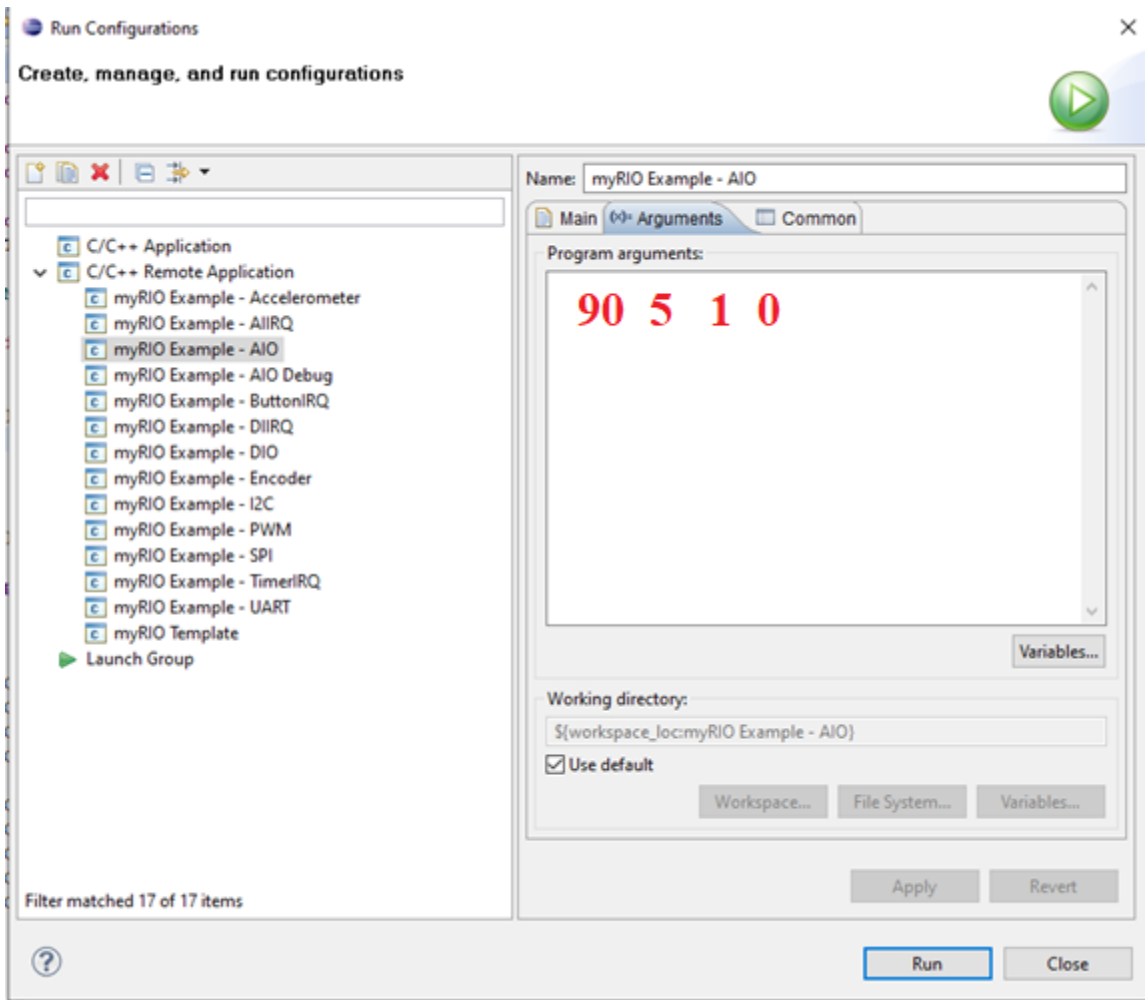 Run Configurations
Create, manage, and run configurations
Name: myRIO Example - AIO
Main Arguments Common
C/C++ Application
C/C++ Remote Application
myRIO Example - Accelerometer
myRIO Example - AIIRQ
myRIO Example - AIO
myRIO Example - AIO Debug
myRIO Example - ButtonIRQ
myRIO Example - DIIRQ
myRIO Example - DIO
myRIO Example - Encoder
myRIO Example - I2C
myRIO Example - PWM
myRIO Example - SPI
myRIO Example - TimerIRQ
myRIO Example - UART
myRIO Template
Launch Group
Filter matched 17 of 17 items
Program arguments:
90 5 1 0
Variables...
Working directory:
${workspace_loc:myRIO Example - AIO}
Use default
Workspace... File System... Variables...
Apply Revert
Run Close